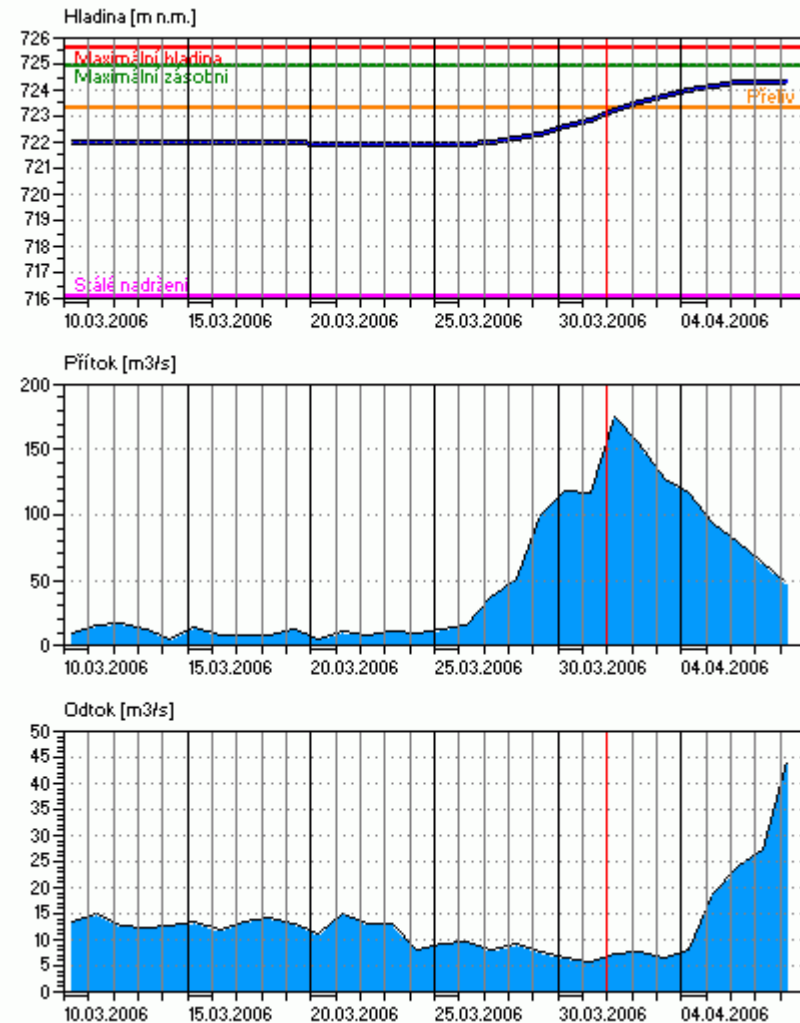 Hladina [m n.m.]
726
Maximální hladina
725
Maximální zásobní
724
Přeliv
723
722
721
720
719
718
717
Stálé nadržení
716
10.03.2006 15.03.2006 20.03.2006 25.03.2006 30.03.2006 04.04.2006
Přítok [m3/s]
200
150
100
50
0
10.03.2006 15.03.2006 20.03.2006 25.03.2006 30.03.2006 04.04.2006
Odtok [m3/s]
50
45
40
35
30
25
20
15
10
5
0
10.03.2006 15.03.2006 20.03.2006 25.03.2006 30.03.2006 04.04.2006